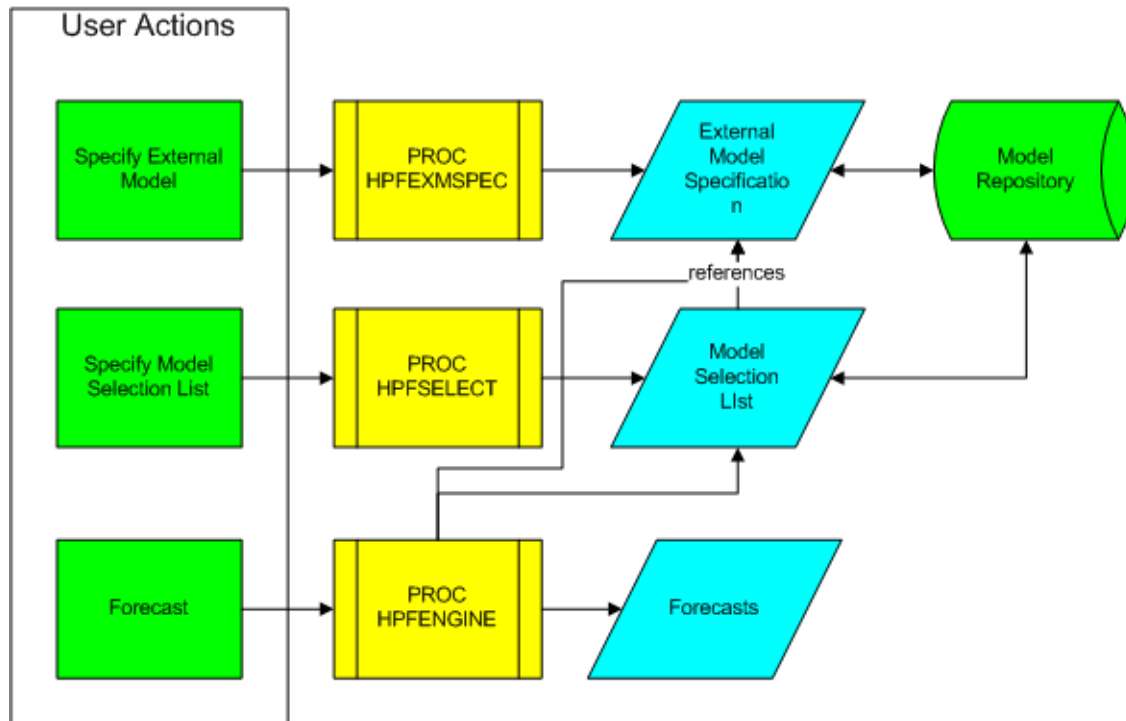 User Actions
Specify External
Model
PROC
HPFEXMSPEC
External
Model
Specificatio
n
Model
Repository
references
Specify Model
Selection List
PROC
HPFSELECT
Model
Selection
LIst
Forecast
PROC
HPFENGINE
Forecasts